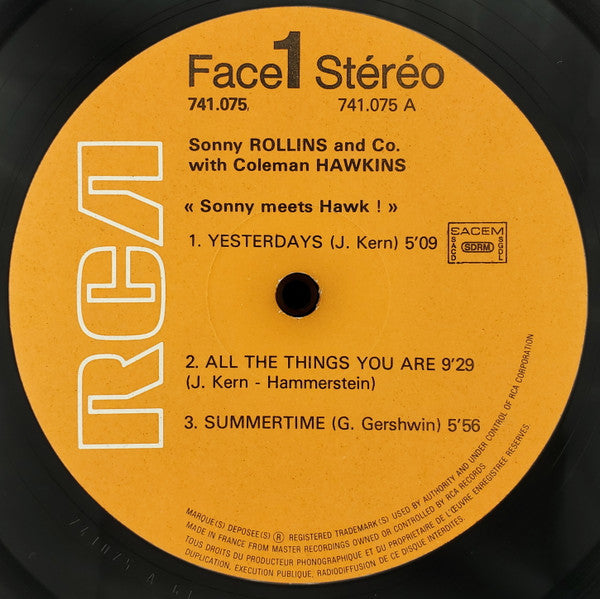 Face 1 Stéréo
741.075. 741.075 A
Sonny ROLLINS and Co.
with Coleman HAWKINS
« Sonny meets Hawk ! »
1. YESTERDAYS (J. Kern) 5'09
SACEM
SACD SDRM SGDL
RCA
2. ALL THE THINGS YOU ARE 9'29
(J. Kern - Hammerstein)
3. SUMMERTIME (G. Gershwin) 5'56
MARQUE(S) DEPOSEE(S) ® REGISTERED TRADEMARK(S) USED BY AUTHORITY AND UNDER CONTROL OF RCA CORPORATION
MADE IN FRANCE FROM MASTER RECORDINGS OWNED OR CONTROLLED BY RCA RECORDS
TOUS DROITS DU PRODUCTEUR PHONOGRAPHIQUE ET DU PROPRIETAIRE DE L'ŒUVRE ENREGISTREE RESERVES.
DUPLICATION, EXECUTION PUBLIQUE, RADIODIFFUSION DE CE DISQUE INTERDITES.